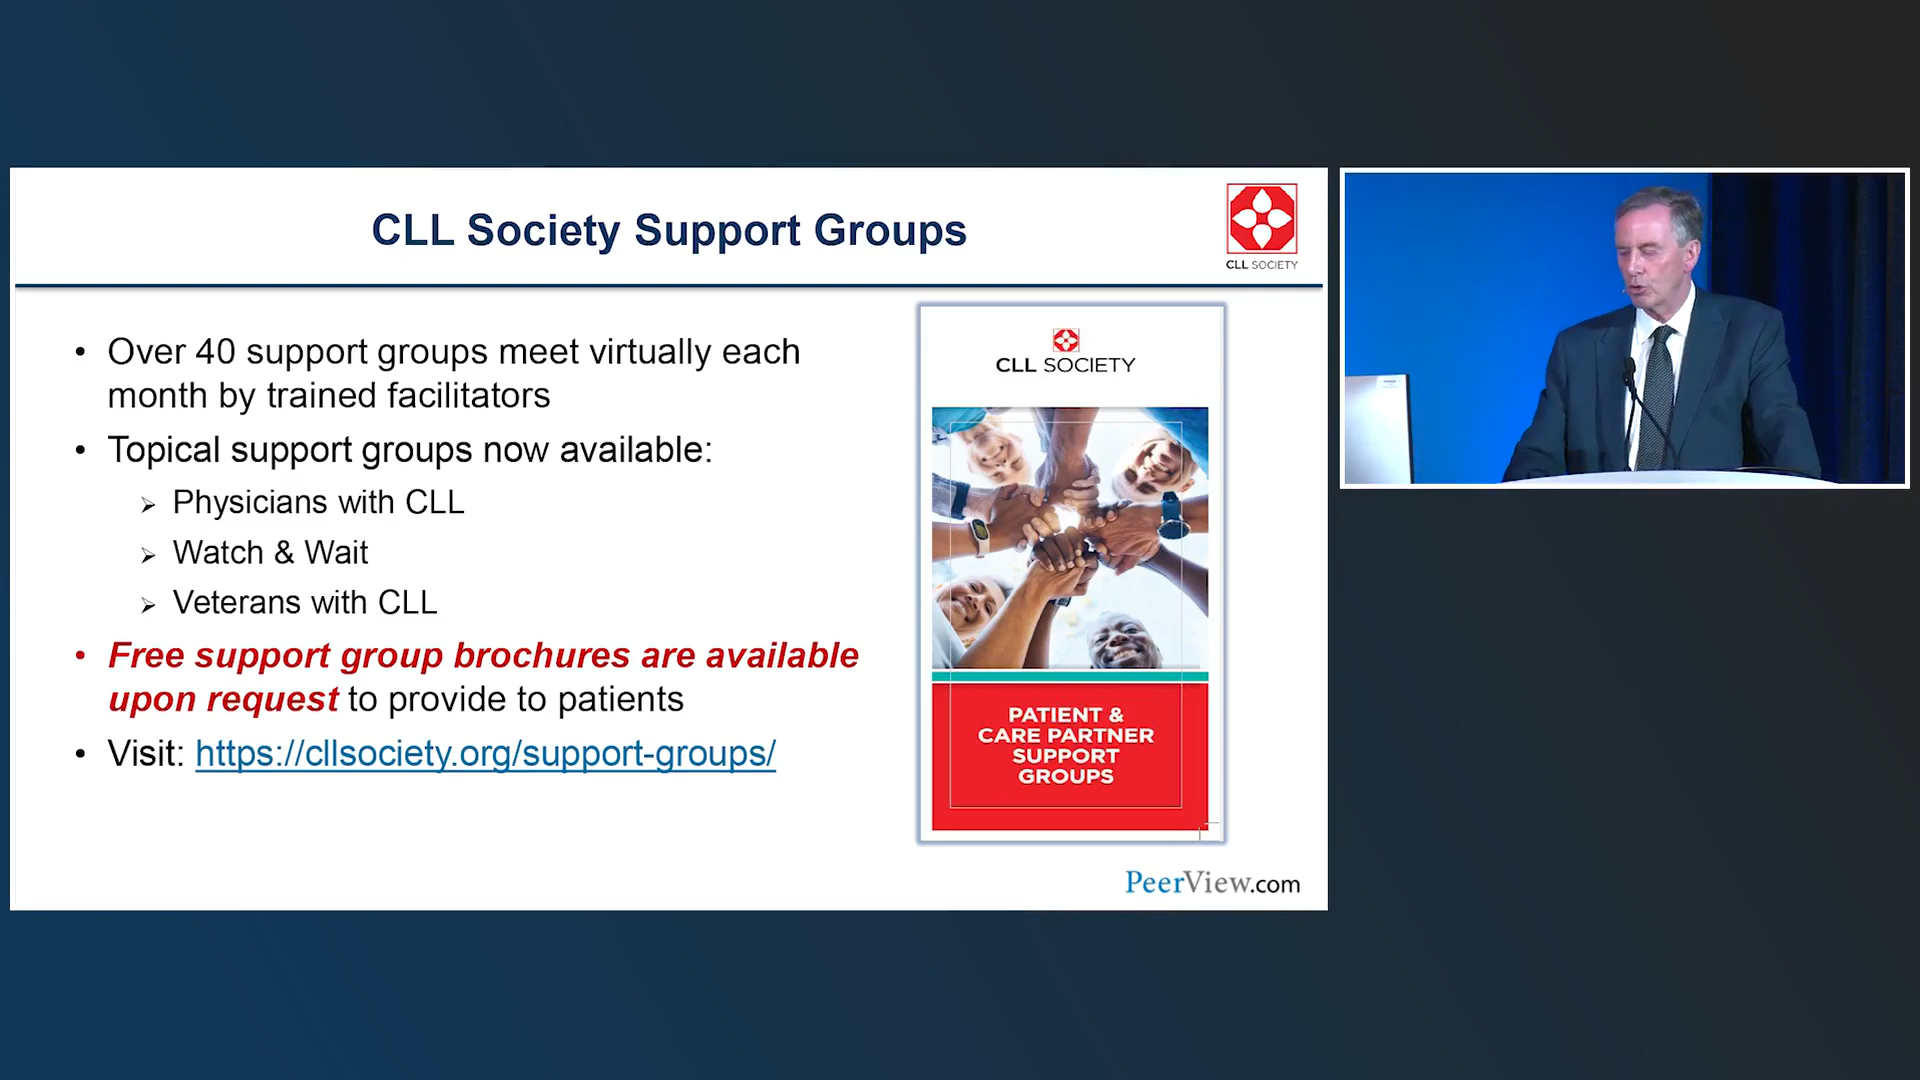 CLL Society Support Groups
CLL SOCIETY
• Over 40 support groups meet virtually each
month by trained facilitators
• Topical support groups now available:
➢ Physicians with CLL
➢ Watch & Wait
➢ Veterans with CLL
• Free support group brochures are available
upon request to provide to patients
• Visit: https://cllsociety.org/support-groups/
CLL SOCIETY
PATIENT &
CARE PARTNER
SUPPORT
GROUPS
PeerView.com